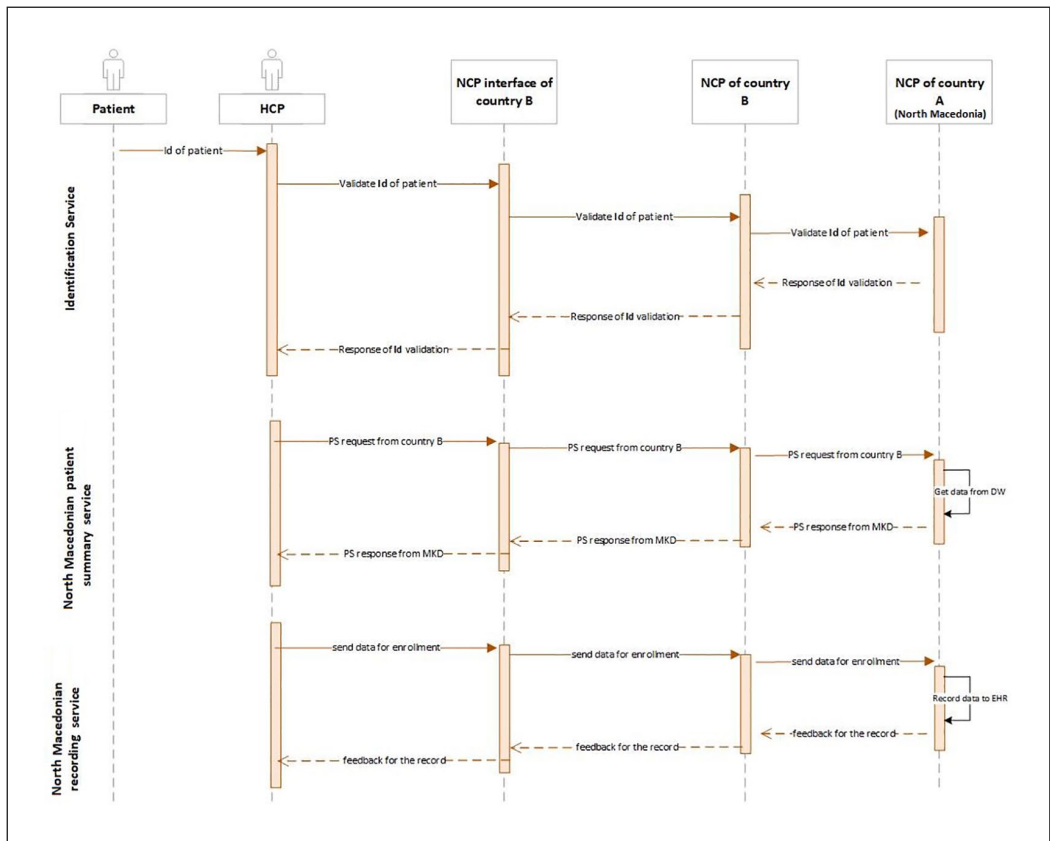 Patient
HCP
NCP interface of
country B
NCP of country
B
NCP of country
A
(North Macedonia)
Identification Service
Id of patient
Validate Id of patient
Validate Id of patient
Validate Id of patient
Response of Id validation
Response of Id validation
Response of Id validation
North Macedonian patient
summary service
PS request from country B
PS request from country B
PS request from country B
Get data from DW
PS response from MKD
PS response from MKD
PS response from MKD
North Macedonian
recording service
send data for enrollment
send data for enrollment
send data for enrollment
Record data to EHR
feedback for the record
feedback for the record
feedback for the record